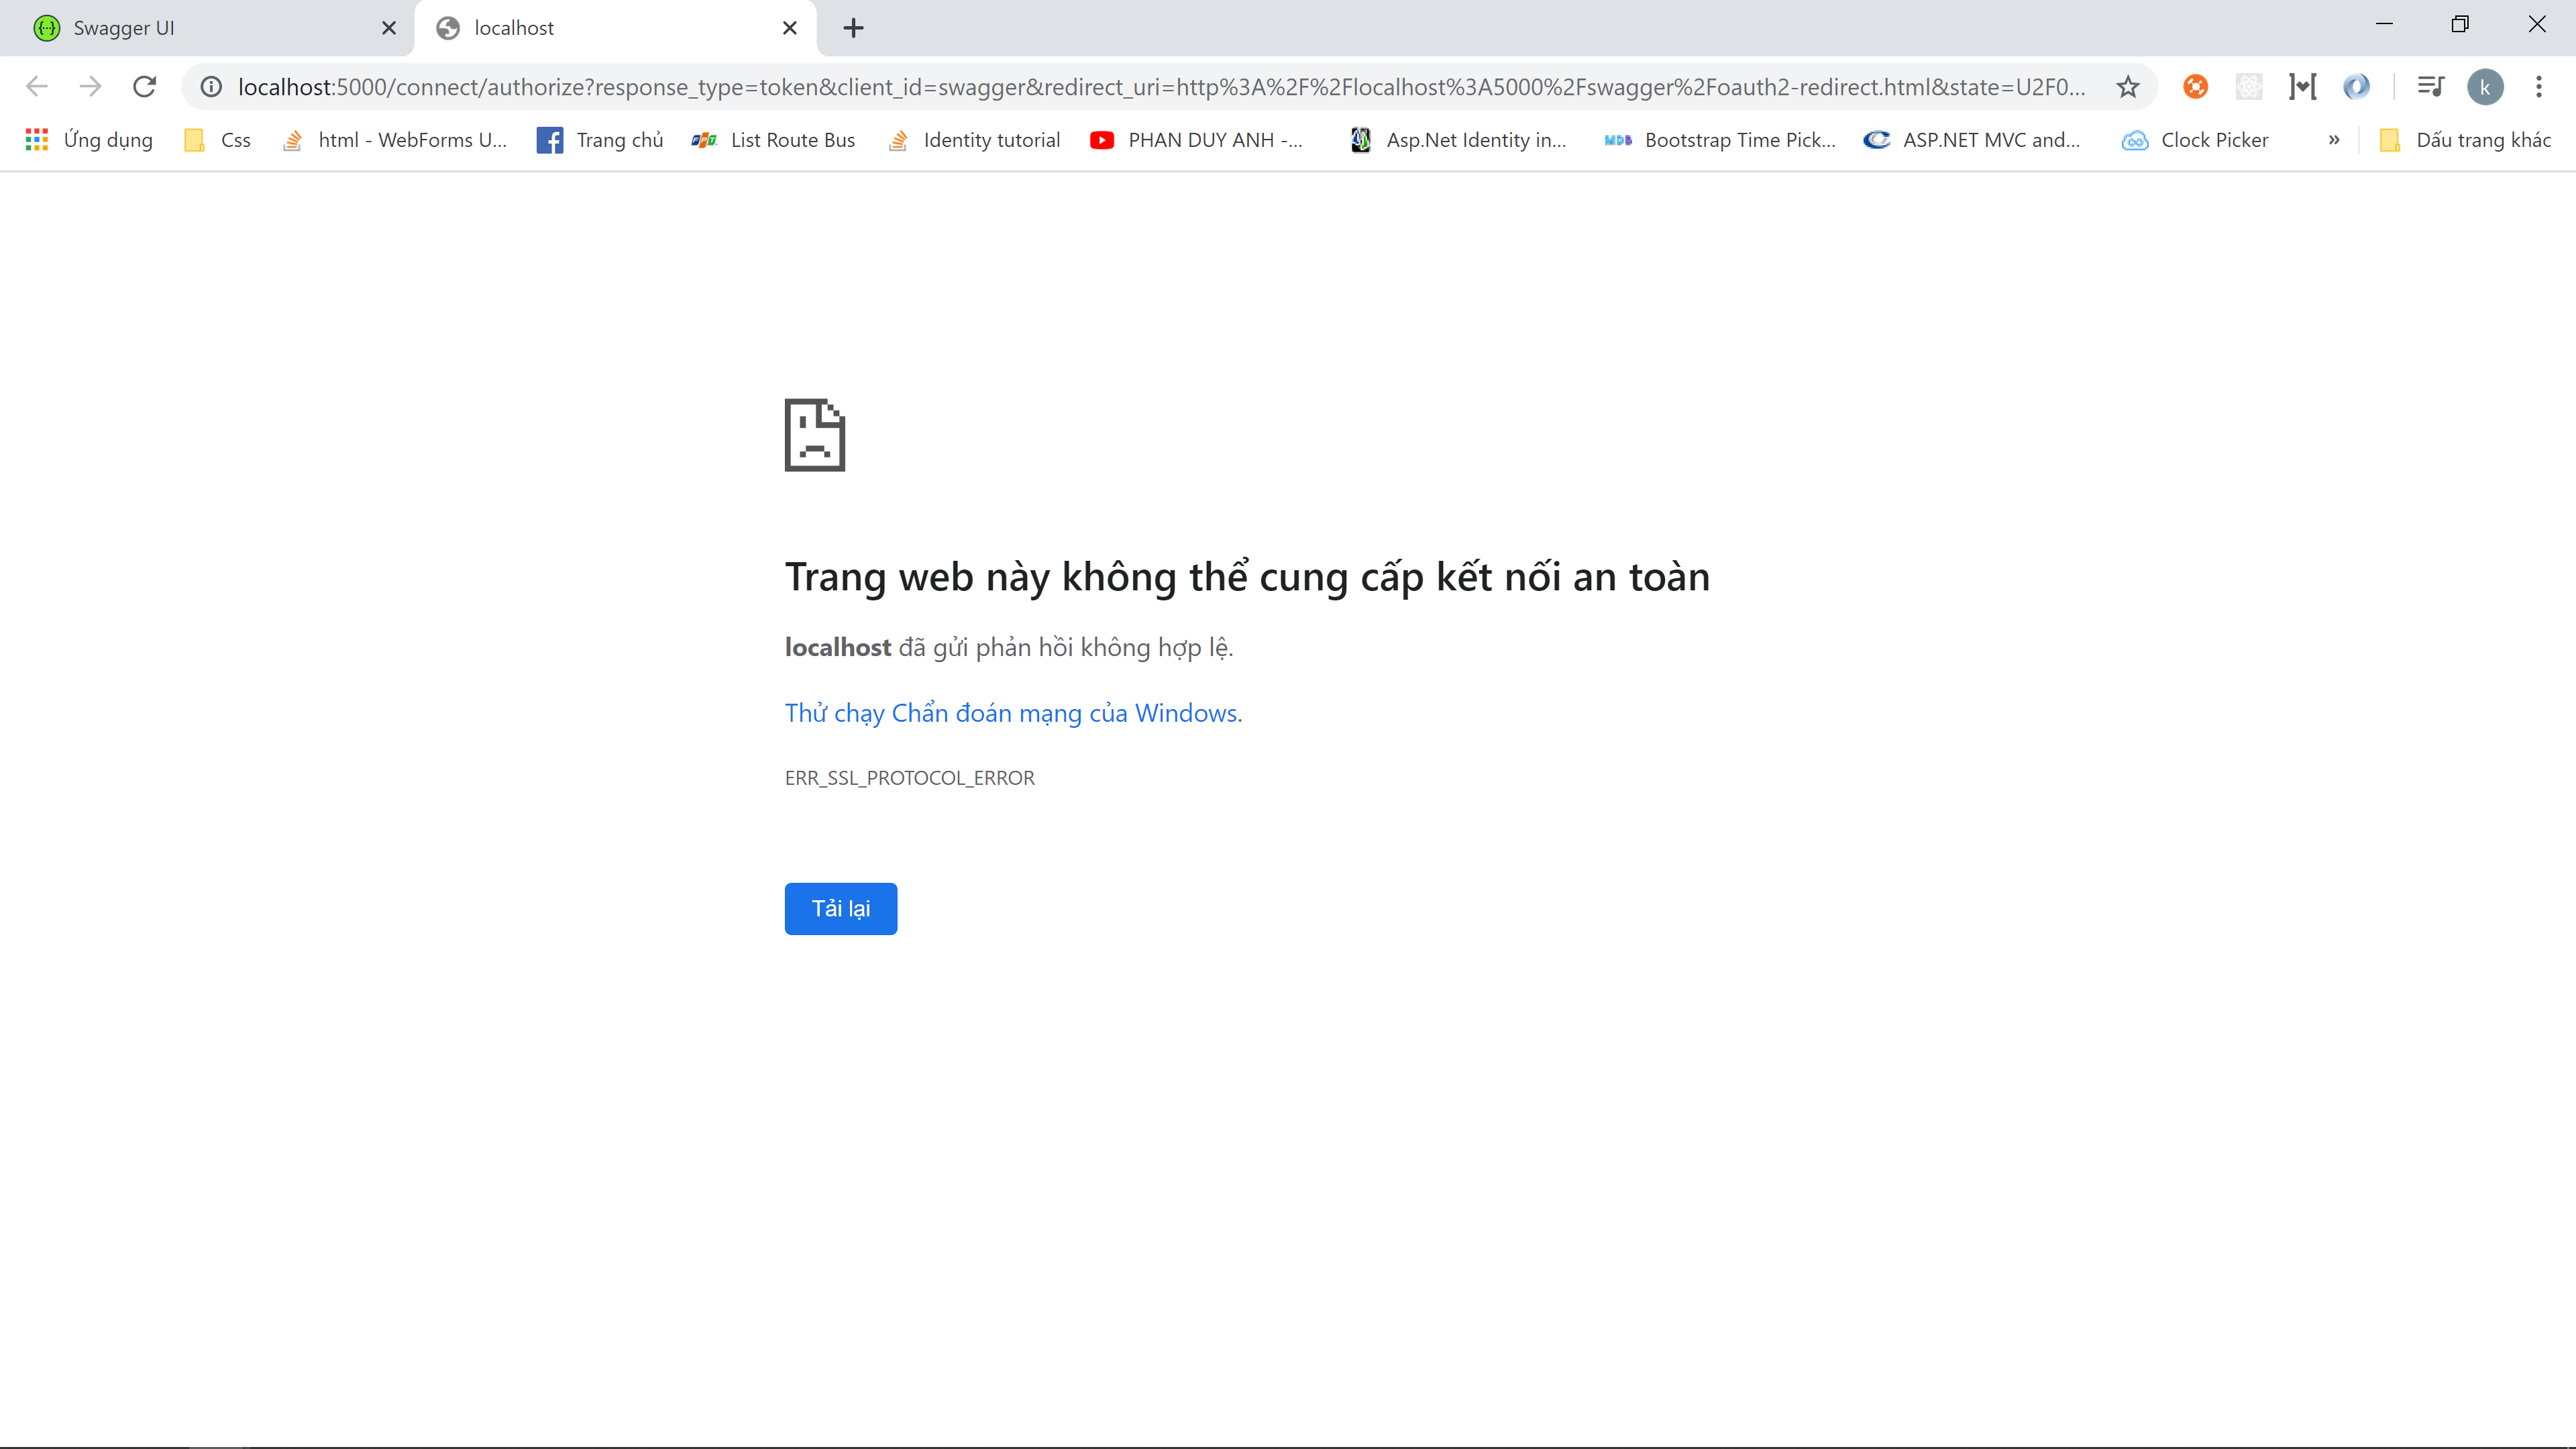 Swagger UI
localhost
localhost:5000/connect/authorize?response_type=token&client_id=swagger&redirect_uri=http%3A%2F%2Flocalhost%3A5000%2Fswagger%2Foauth2-redirect.html&state=U2F0...
k
Ứng dụng Css html - WebForms U... Trang chủ List Route Bus Identity tutorial PHAN DUY ANH -... Asp.Net Identity in... MDB Bootstrap Time Pick... ASP.NET MVC and... Clock Picker » Dấu trang khác
Trang web này không thể cung cấp kết nối an toàn
localhost đã gửi phản hồi không hợp lệ.
Thử chạy Chẩn đoán mạng của Windows.
ERR_SSL_PROTOCOL_ERROR
Tải lại